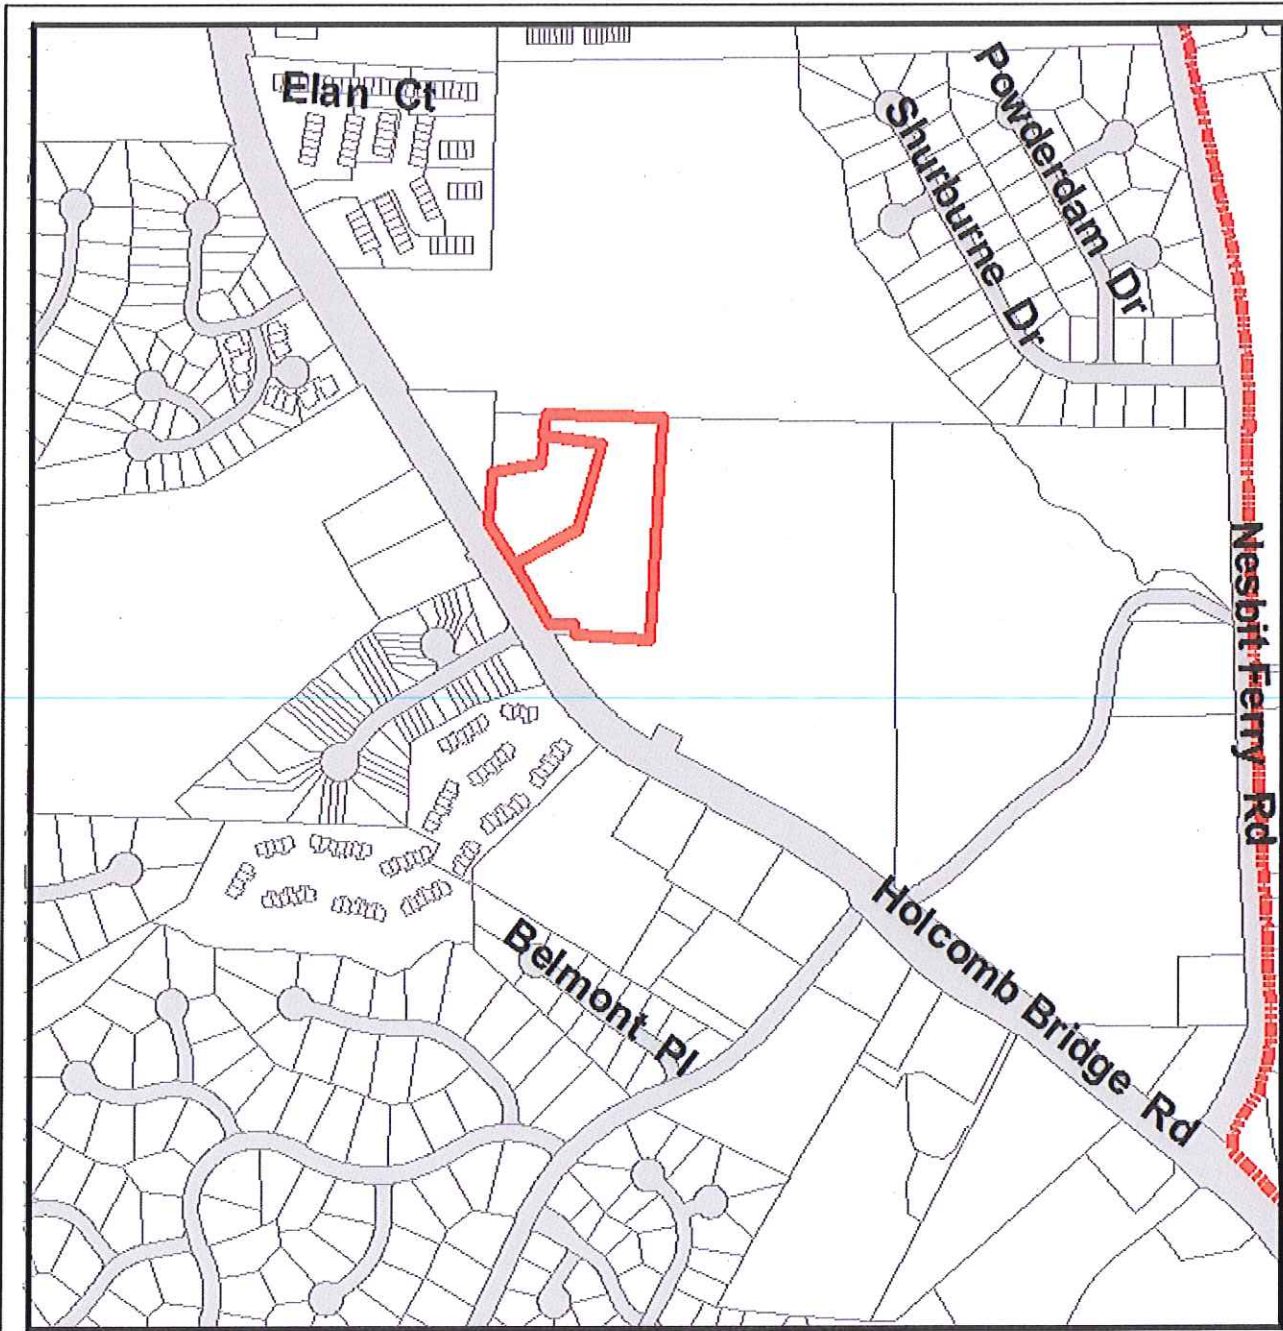 Elan Ct
Powderdam Dr
Shurburne Dr
Nesbit Ferry Rd
Holcomb Bridge Rd
Belmont Pl